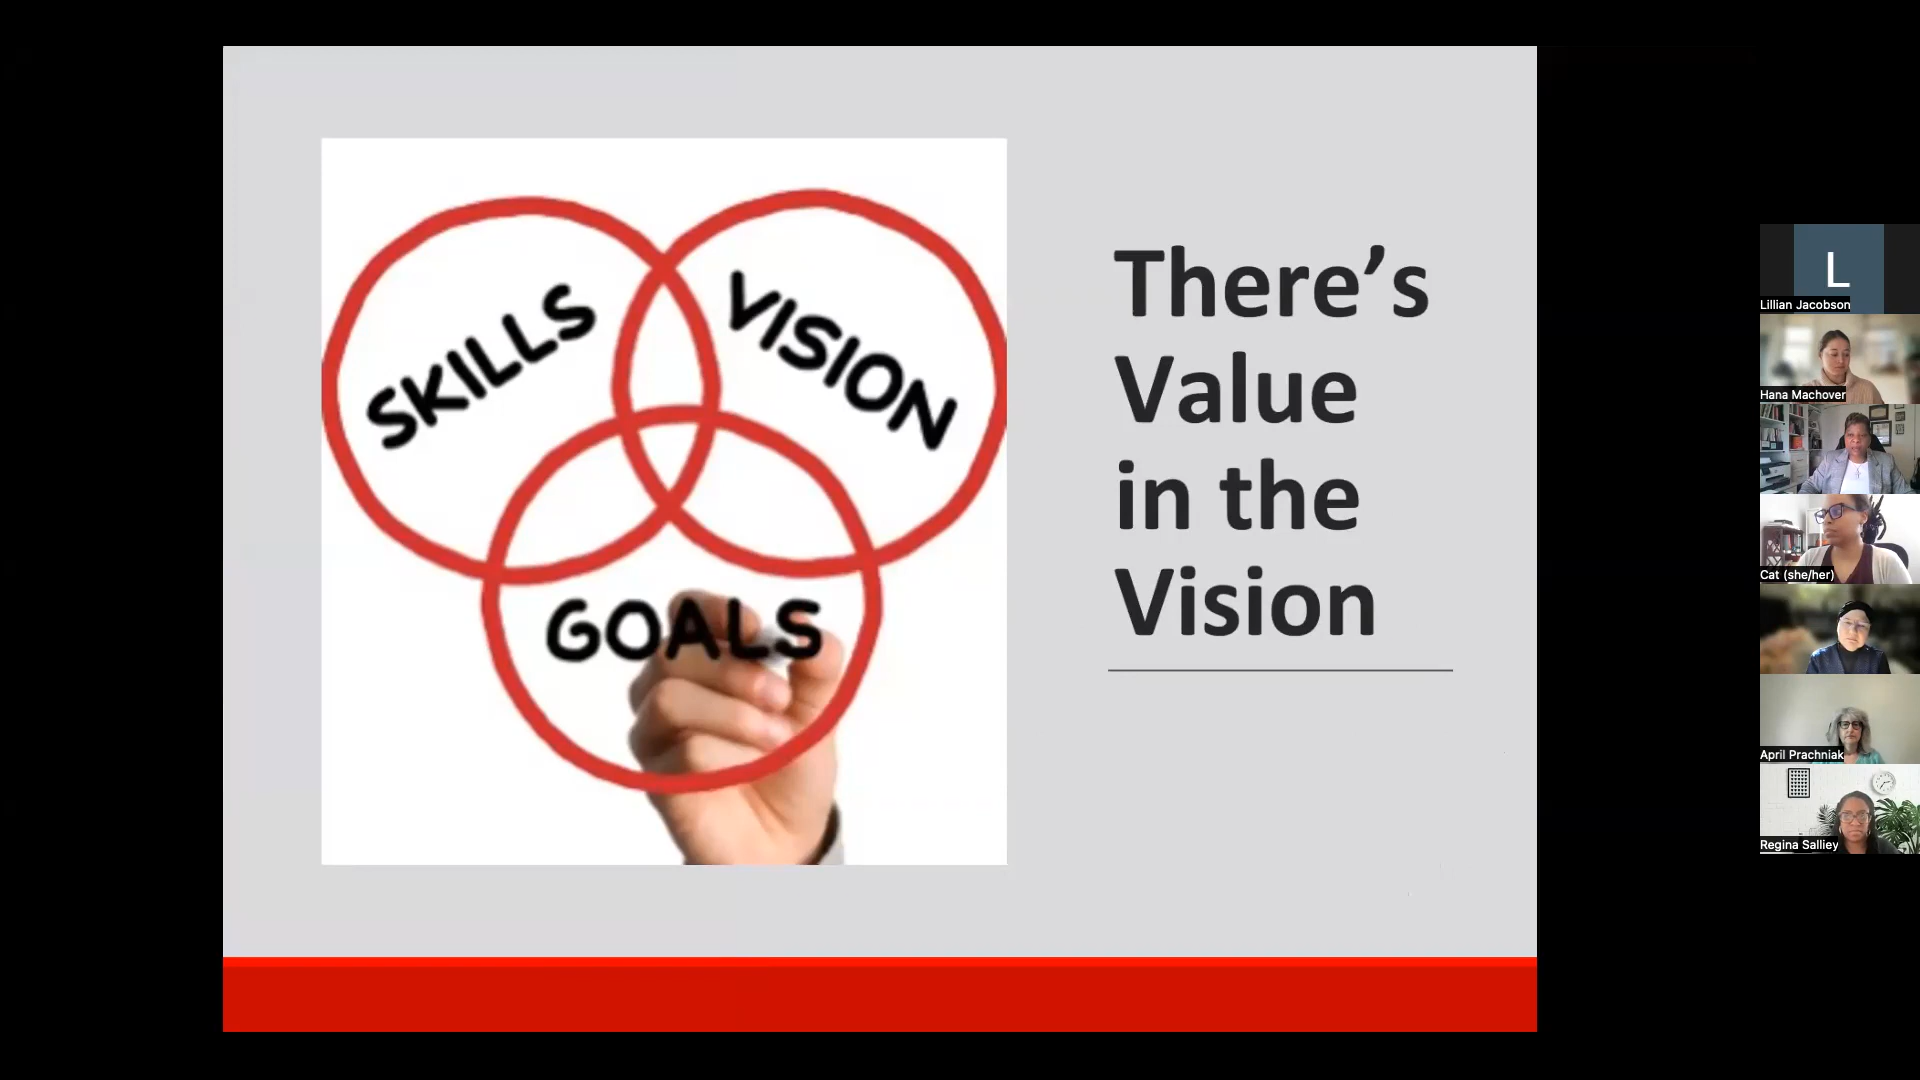 SKILLS
VISION
GOALS
There’s
Value
in the
Vision
L
Lillian Jacobson
Hana Machover
Cat (she/her)
April Prachniak
Regina Salliey